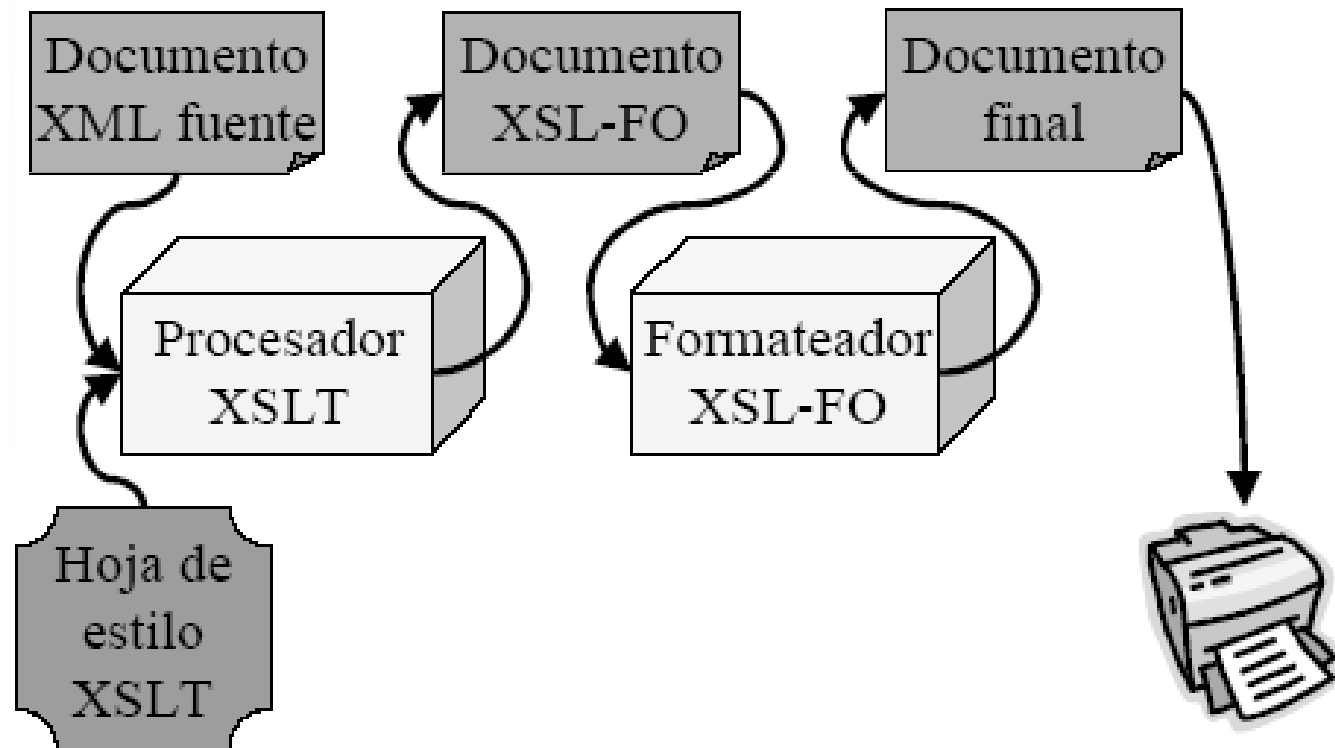 Documento
XML fuente
Documento
XSL-FO
Documento
final
Procesador
XSLT
Formateador
XSL-FO
Hoja de
estilo
XSLT